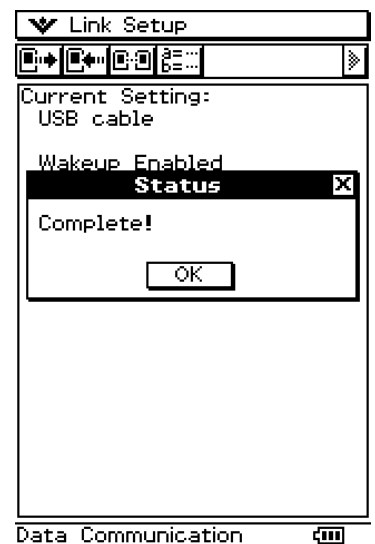 Link Setup
Current Setting:
USB cable
Wakeup Enabled
Status
Complete!
OK
Data Communication